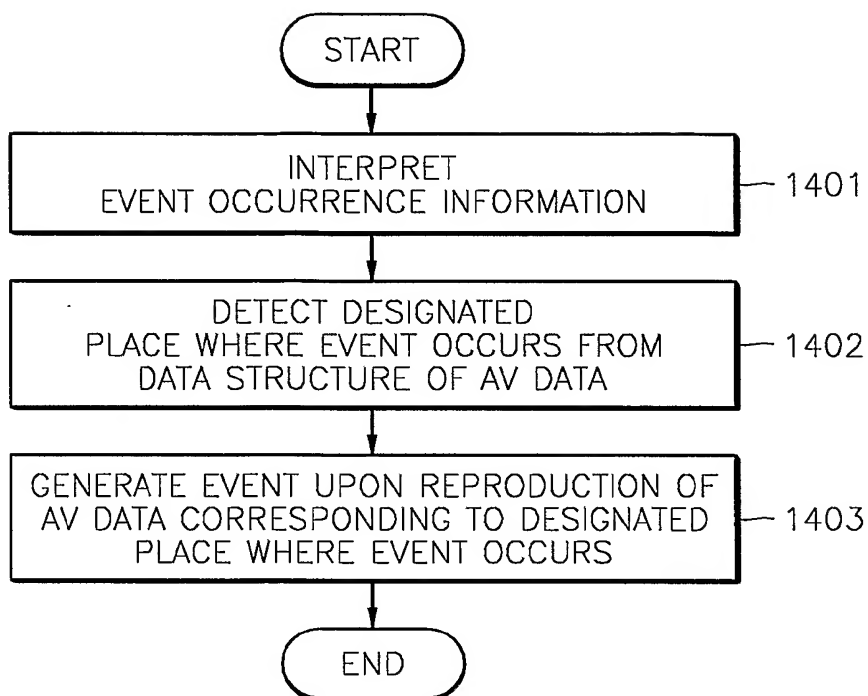 START
INTERPRET
EVENT OCCURRENCE INFORMATION
1401
DETECT DESIGNATED
PLACE WHERE EVENT OCCURS FROM
DATA STRUCTURE OF AV DATA
1402
GENERATE EVENT UPON REPRODUCTION OF
AV DATA CORRESPONDING TO DESIGNATED
PLACE WHERE EVENT OCCURS
1403
END